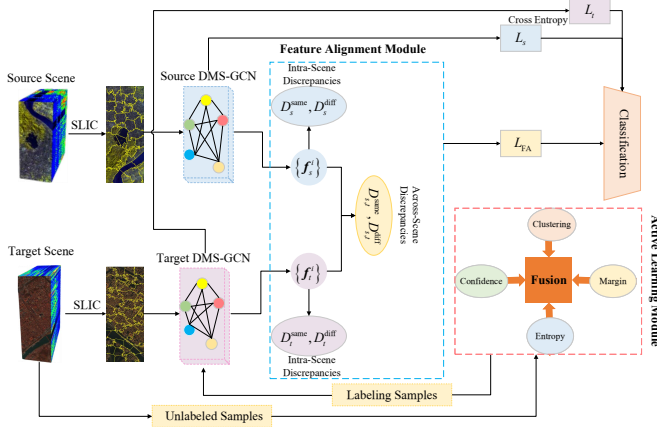 Cross Entropy
L_t
L_s
Feature Alignment Module
Source Scene
Source DMS-GCN
Intra-Scene
Discrepancies
D_s^same, D_s^diff
SLIC
{f_s^i}
L_FA
Classification
D_{s,t}^same, D_{s,t}^diff
Across-Scene
Discrepancies
Target Scene
Target DMS-GCN
SLIC
{f_t^i}
D_t^same, D_t^diff
Intra-Scene
Discrepancies
Active Learning Module
Clustering
Confidence
Fusion
Margin
Entropy
Labeling Samples
Unlabeled Samples